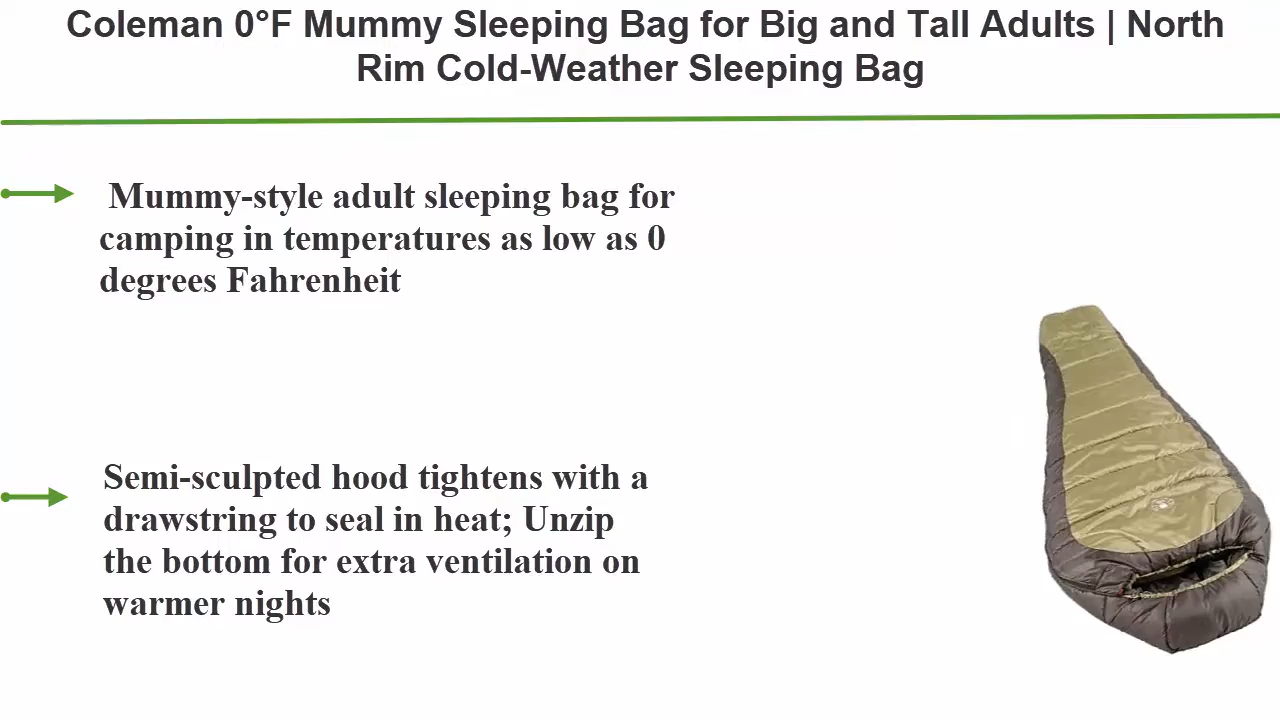 Coleman 0°F Mummy Sleeping Bag for Big and Tall Adults | North
Rim Cold-Weather Sleeping Bag
Mummy-style adult sleeping bag for
camping in temperatures as low as 0
degrees Fahrenheit
Semi-sculpted hood tightens with a
drawstring to seal in heat; Unzip
the bottom for extra ventilation on
warmer nights